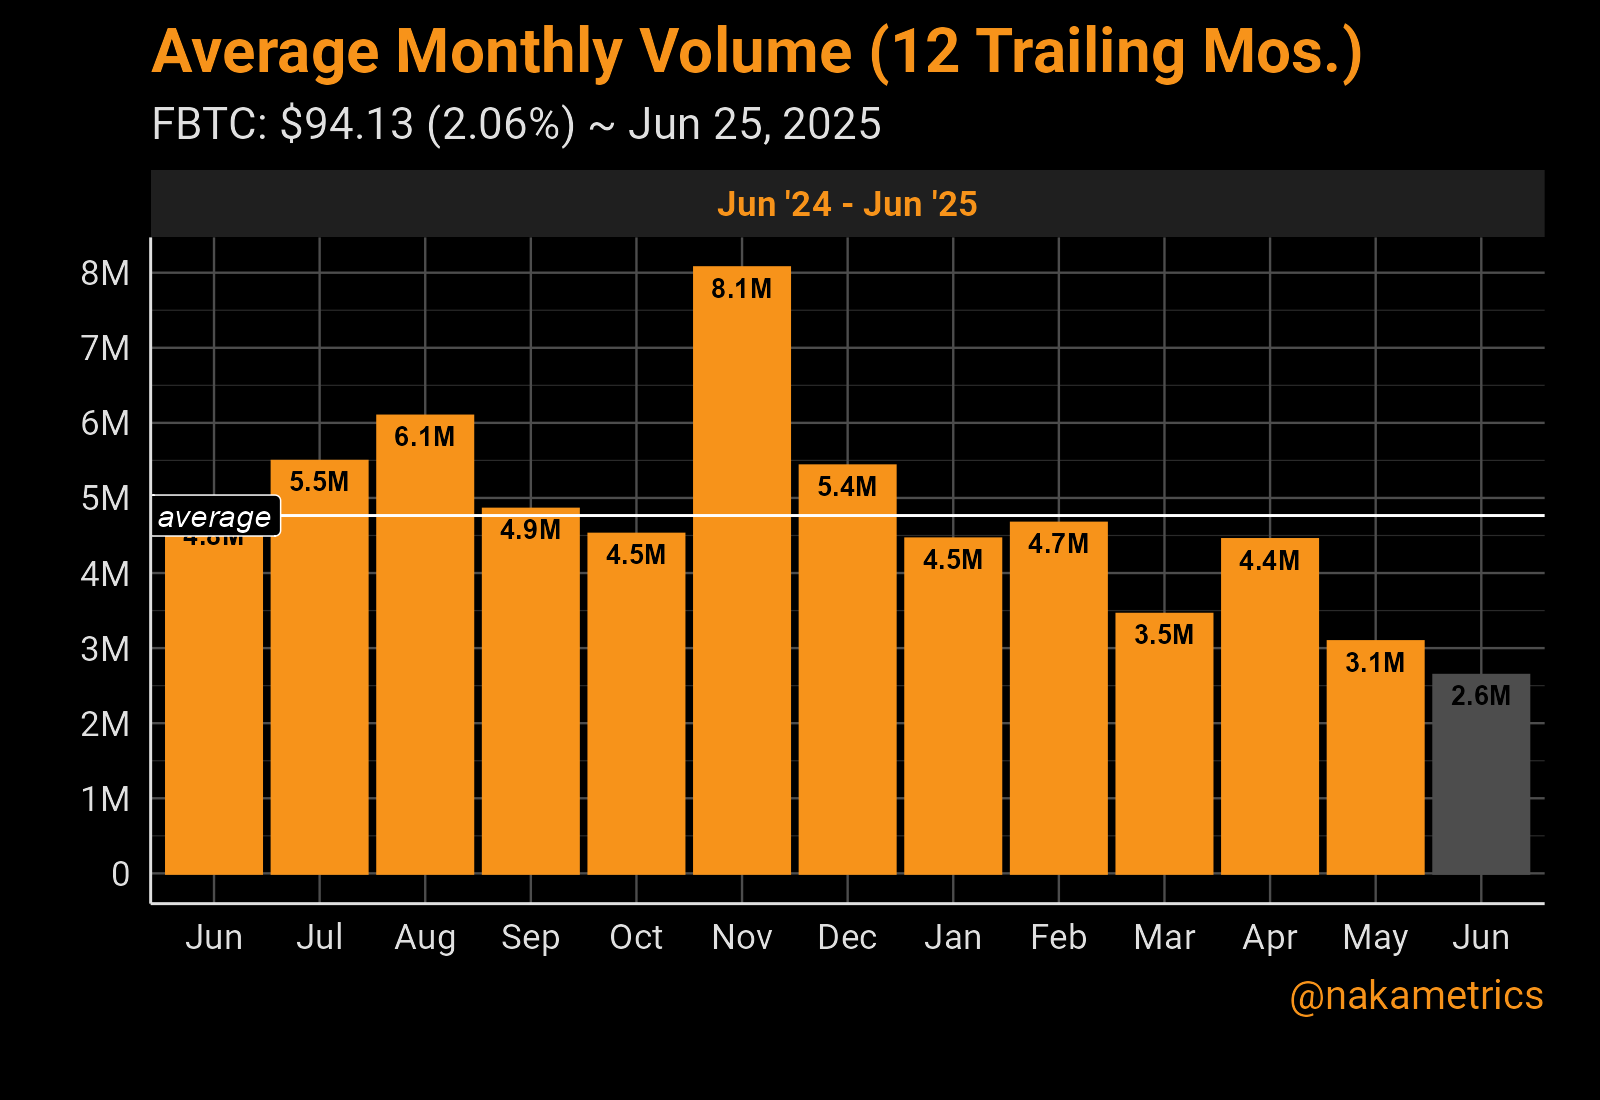 Average Monthly Volume (12 Trailing Mos.)
FBTC: $94.13 (2.06%) ~ Jun 25, 2025
Jun '24 - Jun '25
8M
7M
6M
5M
4M
3M
2M
1M
0
average
4.8M
5.5M
6.1M
4.9M
4.5M
8.1M
5.4M
4.5M
4.7M
3.5M
4.4M
3.1M
2.6M
Jun Jul Aug Sep Oct Nov Dec Jan Feb Mar Apr May Jun
@nakametrics